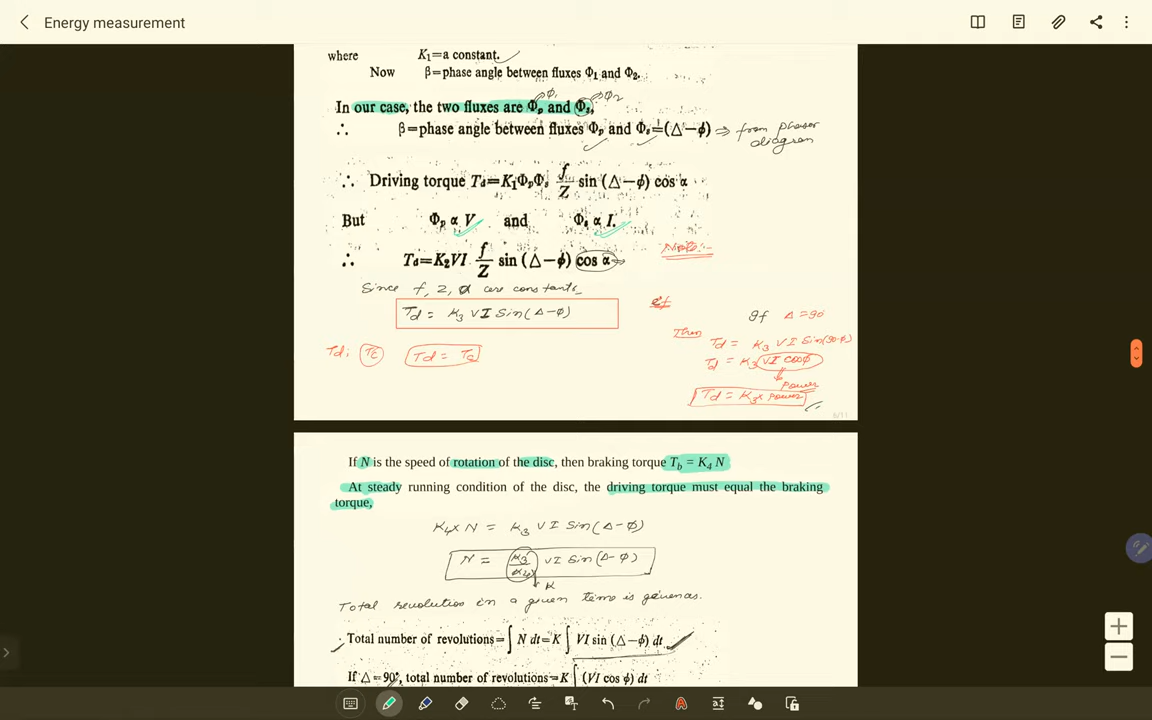 Energy measurement
where K₁=a constant.
Now β=phase angle between fluxes Φ₁ and Φ₂.
Φ₁ Φ₂
In our case, the two fluxes are Φp and Φs,
∴ β=phase angle between fluxes Φp and Φs=(Δ−φ) ⇒ from phaser
diagram
∴ Driving torque Td=K₁ΦpΦs f/Z sin (Δ−φ) cos α
But Φp α V and Φs α I.
Note:-
∴ Td=K₂VI f/Z sin (Δ−φ) cos α
Since f, Z, α are constants
Td = K₃ VI Sin(Δ-φ)
If Δ=90
Then
Td = K₃ VI Sin(90-φ)
Td: Tc Td = Tc
Td = K₃ VI cosφ
Power
Td = K₃ x Power
If N is the speed of rotation of the disc, then braking torque Tb = K₄ N
At steady running condition of the disc, the driving torque must equal the braking
torque,
K₄ x N = K₃ VI Sin(Δ-φ)
N = K₃/K₄ VI Sin(Δ-φ)
K
Total revolution in a given time is given as.
Total number of revolutions=∫ N dt=K ∫ VI sin (Δ−φ) dt
If Δ=90°, total number of revolutions=K ∫ (VI cos φ) dt